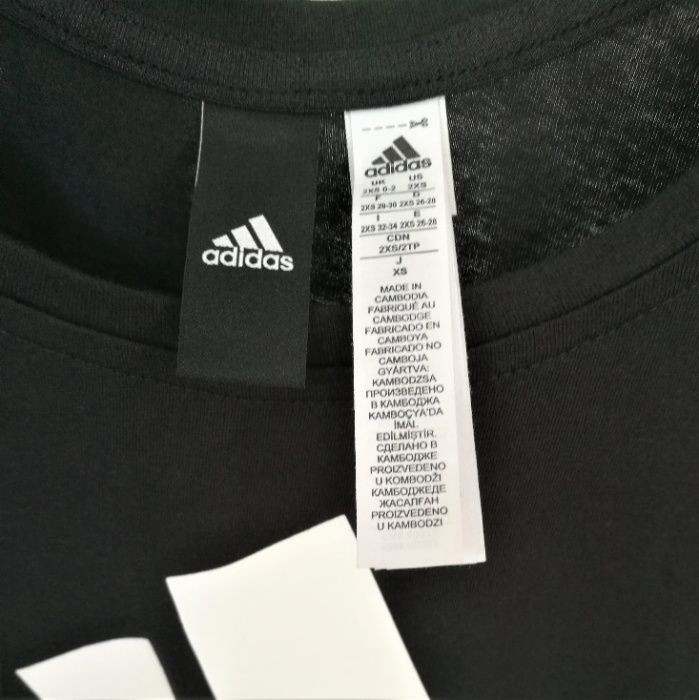 adidas
adidas
UK US
2XS 0-2 2XS
F D
2XS 28-30 2XS 26-28
I E
2XS 32-34 2XS 26-28
CDN
2XS/2TP
J
XS
MADE IN
CAMBODIA
FABRIQUÉ AU
CAMBODGE
FABRICADO EN
CAMBOYA
FABRICADO NO
CAMBOJA
GYÁRTVA:
KAMBODZSA
ПРОИЗВЕДЕНО
В КАМБОДЖА
KAMBOÇYA'DA
İMAL
EDİLMİŞTİR.
СДЕЛАНО В
КАМБОДЖЕ
PROIZVEDENO
U KOMBODŽI
КАМБОДЖЕДЕ
ЖАСАЛҒАН
PROIZVEDENO
U KAMBODZI